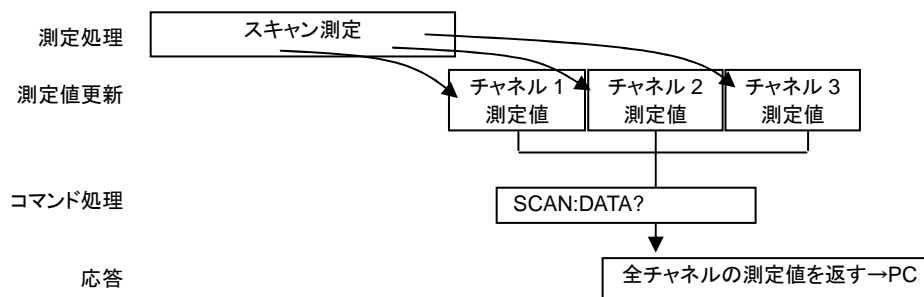 測定処理
スキャン測定
測定値更新
チャネル 1
測定値
チャネル 2
測定値
チャネル 3
測定値
コマンド処理
SCAN:DATA?
応答
全チャネルの測定値を返す→PC